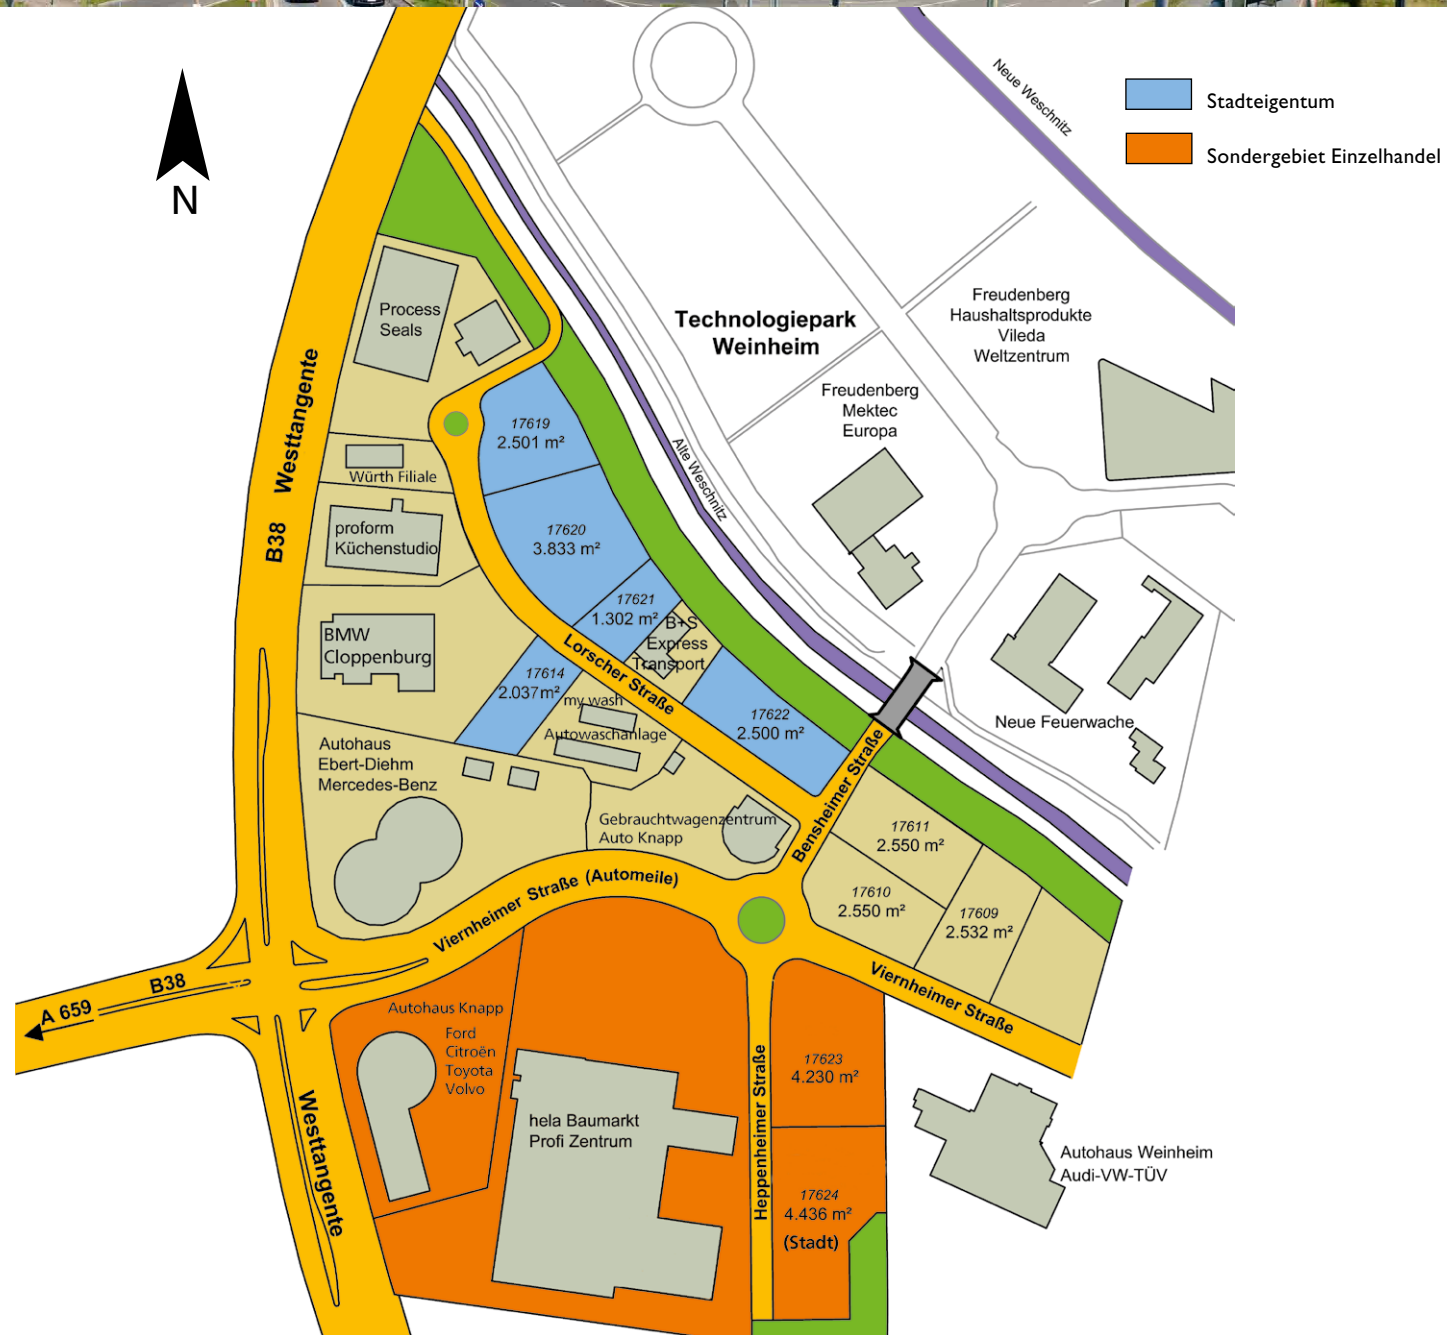 Neue Weschnitz
Stadteigentum
Sondergebiet Einzelhandel
N
Process
Seals
Technologiepark
Weinheim
Freudenberg
Haushaltsprodukte
Vileda
Weltzentrum
Freudenberg
Mektec
Europa
Westtangente
B38
17619
2.501 m²
Alte Weschnitz
Würth Filiale
proform
Küchenstudio
17620
3.833 m²
17621
1.302 m²
B+S
Express
Transport
BMW
Cloppenburg
Lorscher Straße
17614
2.037m²
my wash
Autowaschanlage
17622
2.500 m²
Neue Feuerwache
Autohaus
Ebert-Diehm
Mercedes-Benz
Bensheimer Straße
Gebrauchtwagenzentrum
Auto Knapp
17611
2.550 m²
17610
2.550 m²
17609
2.532 m²
Viernheimer Straße (Automeile)
Viernheimer Straße
B38
A 659
Autohaus Knapp
Ford
Citroën
Toyota
Volvo
Westtangente
hela Baumarkt
Profi Zentrum
Heppenheimer Straße
17623
4.230 m²
17624
4.436 m²
(Stadt)
Autohaus Weinheim
Audi-VW-TÜV